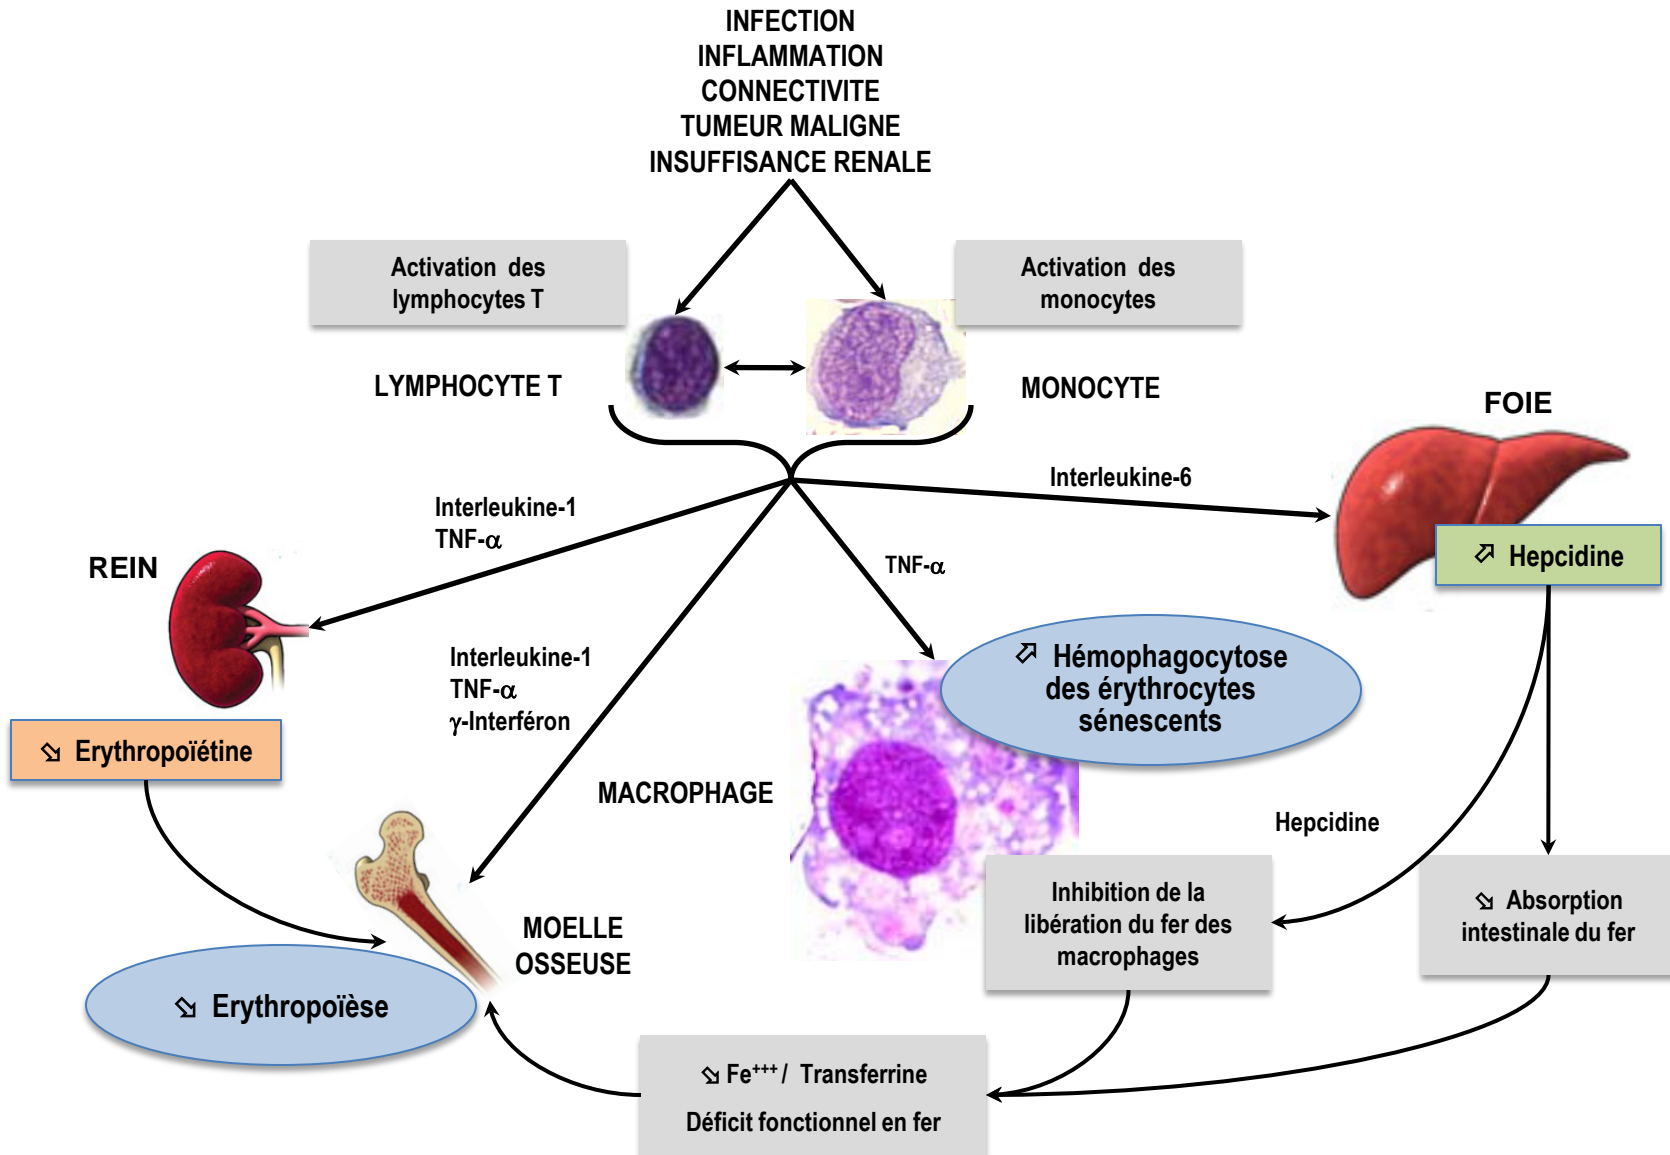 INFECTION
INFLAMMATION
CONNECTIVITE
TUMEUR MALIGNE
INSUFFISANCE RENALE
Activation des
lymphocytes T
Activation des
monocytes
LYMPHOCYTE T
MONOCYTE
FOIE
Interleukine-6
Interleukine-1
TNF-α
TNF-α
REIN
⬂ Erythropoïétine
⬀ Hepcidine
Interleukine-1
TNF-α
γ-Interféron
⬀ Hémophagocytose
des érythrocytes
sénescents
MACROPHAGE
Hepcidine
MOELLE
OSSEUSE
Inhibition de la
libération du fer des
macrophages
⬂ Absorption
intestinale du fer
⬂ Erythropoïèse
⬂ Fe⁺⁺⁺ / Transferrine
Déficit fonctionnel en fer